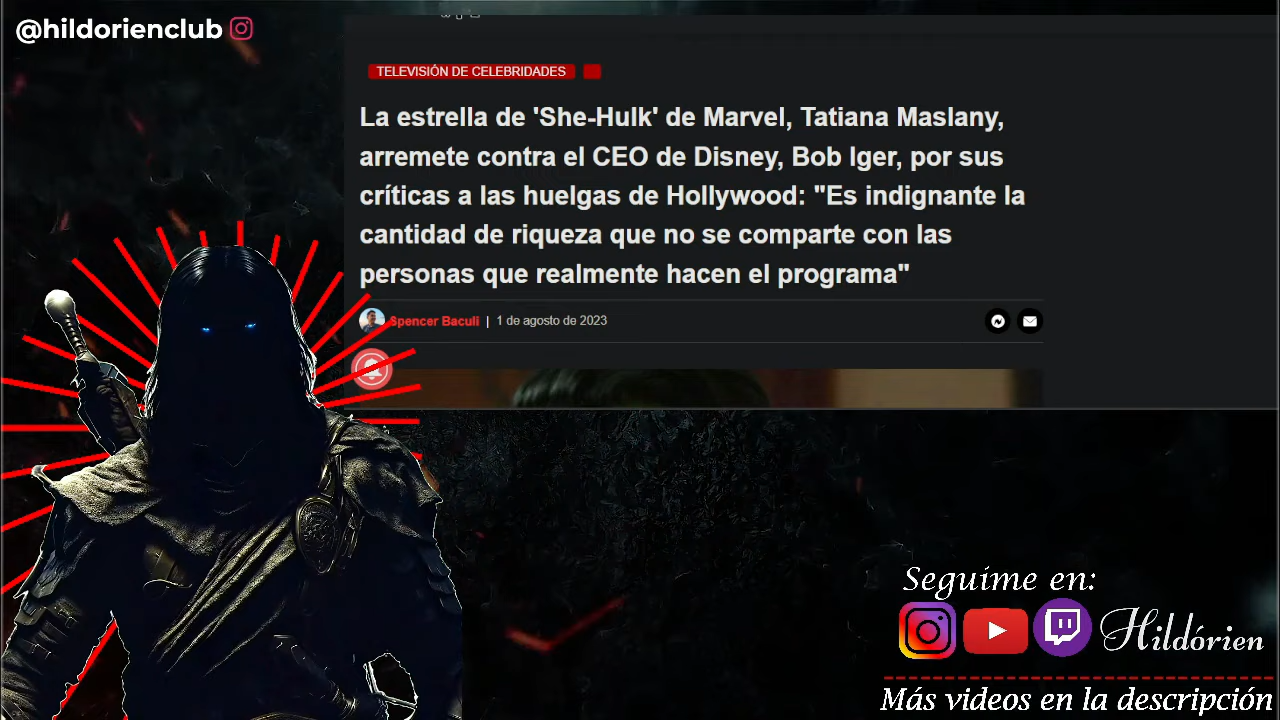 @hildorienclub
TELEVISIÓN DE CELEBRIDADES
La estrella de 'She-Hulk' de Marvel, Tatiana Maslany,
arremete contra el CEO de Disney, Bob Iger, por sus
críticas a las huelgas de Hollywood: "Es indignante la
cantidad de riqueza que no se comparte con las
personas que realmente hacen el programa"
Spencer Baculi | 1 de agosto de 2023
Seguime en:
Hildórien
Más videos en la descripción